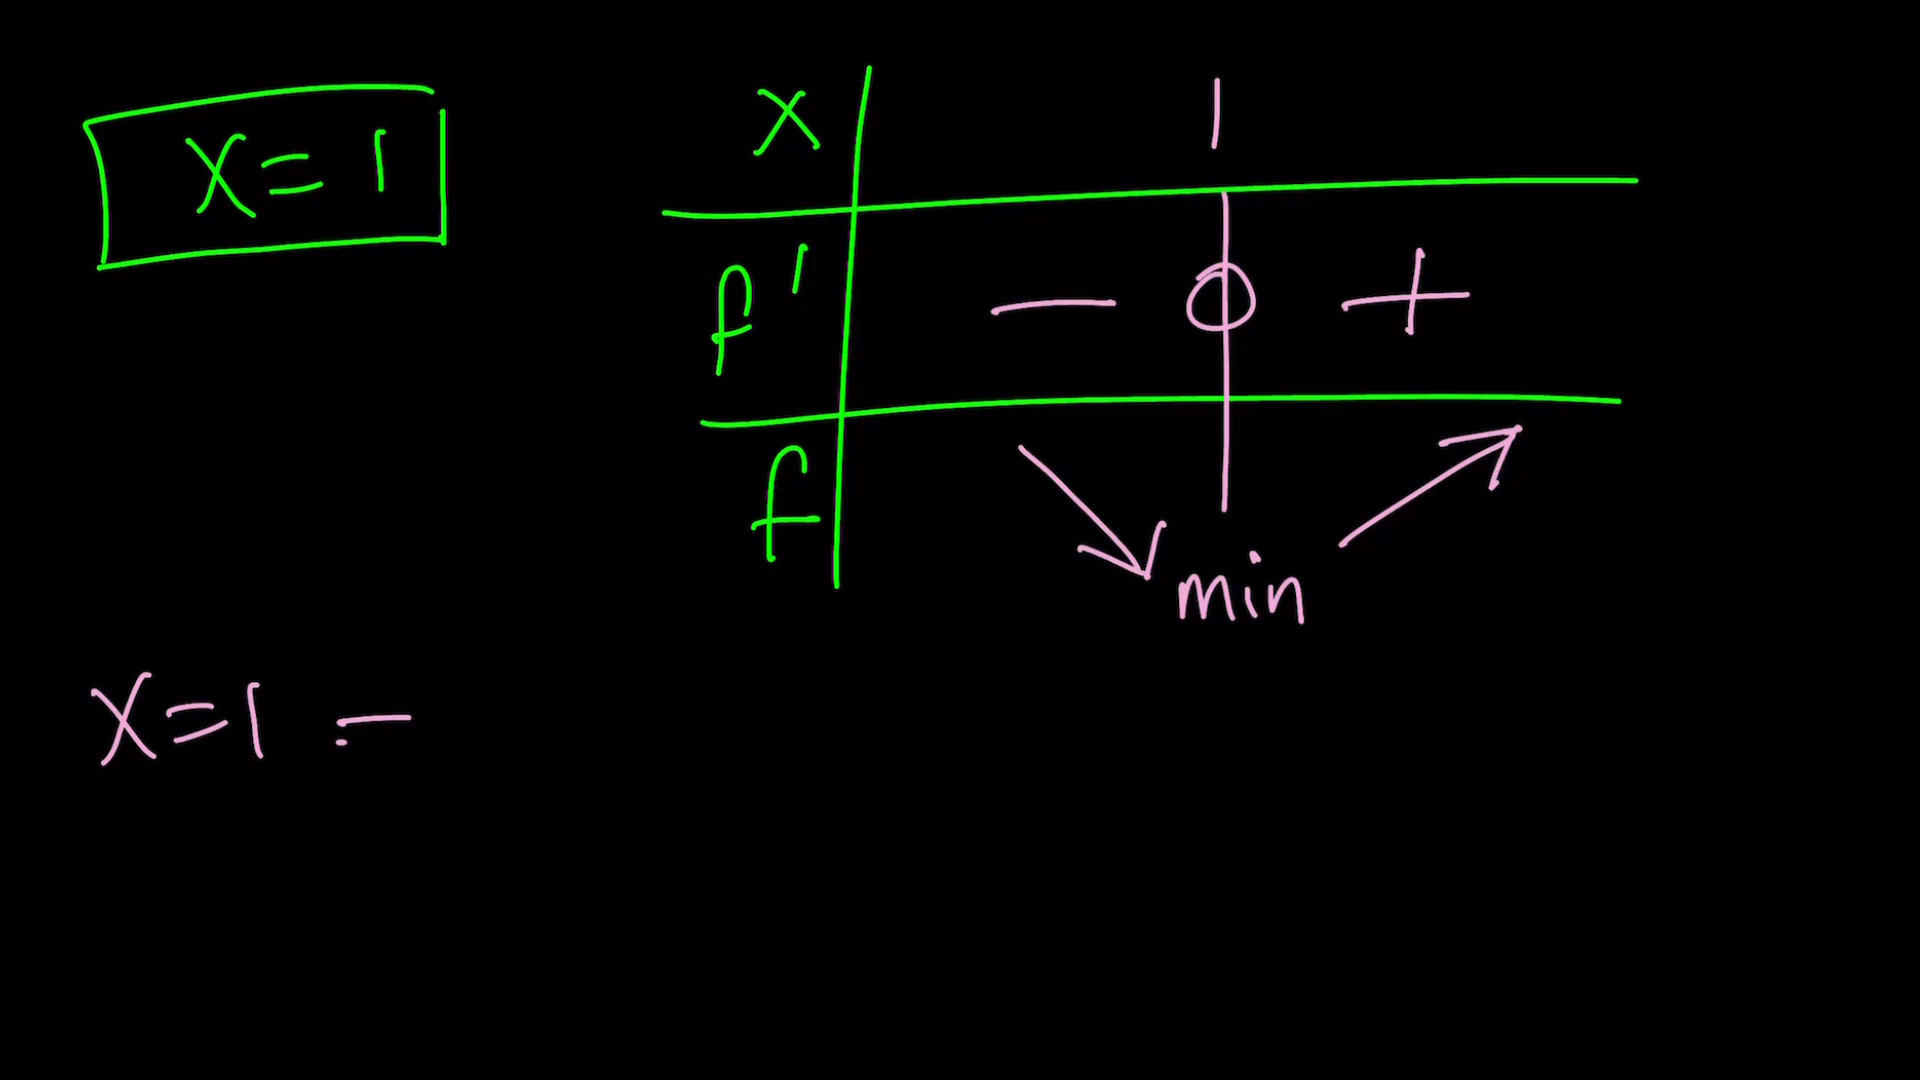 X = 1
x 1
f' - 0 +
f ↘ min ↗
X = 1 =